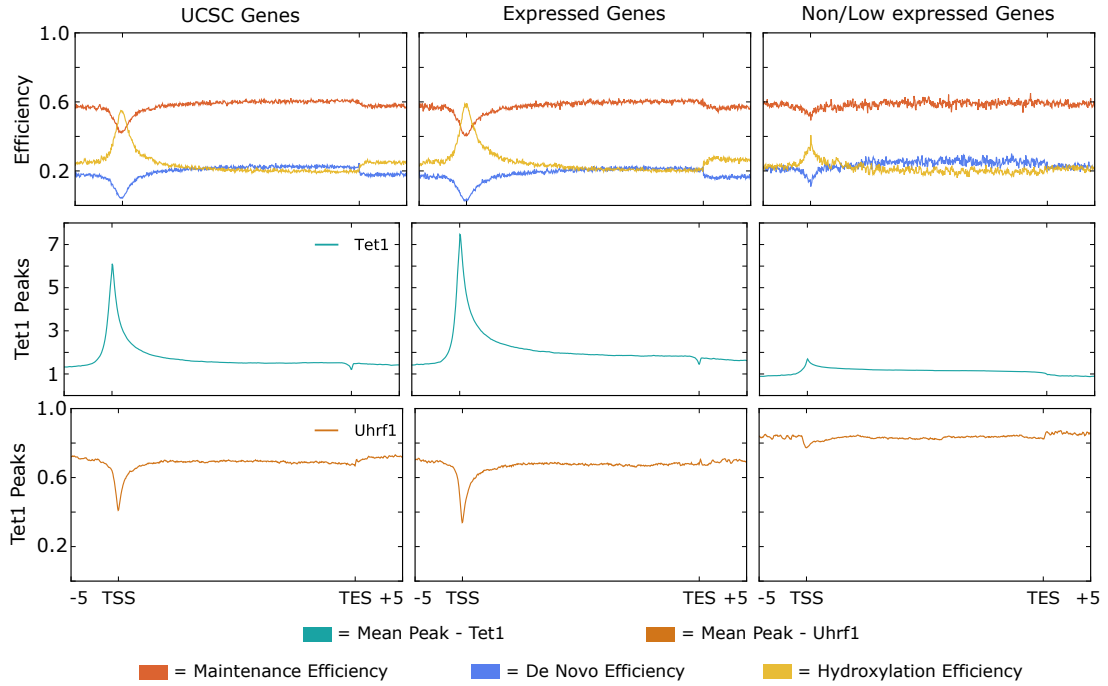 UCSC Genes Expressed Genes Non/Low expressed Genes
1.0
0.6
0.2
Efficiency
7
5
3
1
Tet1 Peaks
Tet1
1.0
0.6
0.2
Tet1 Peaks
Uhrf1
-5 TSS TES +5 -5 TSS TES +5 -5 TSS TES +5
= Mean Peak - Tet1 = Mean Peak - Uhrf1
= Maintenance Efficiency = De Novo Efficiency = Hydroxylation Efficiency